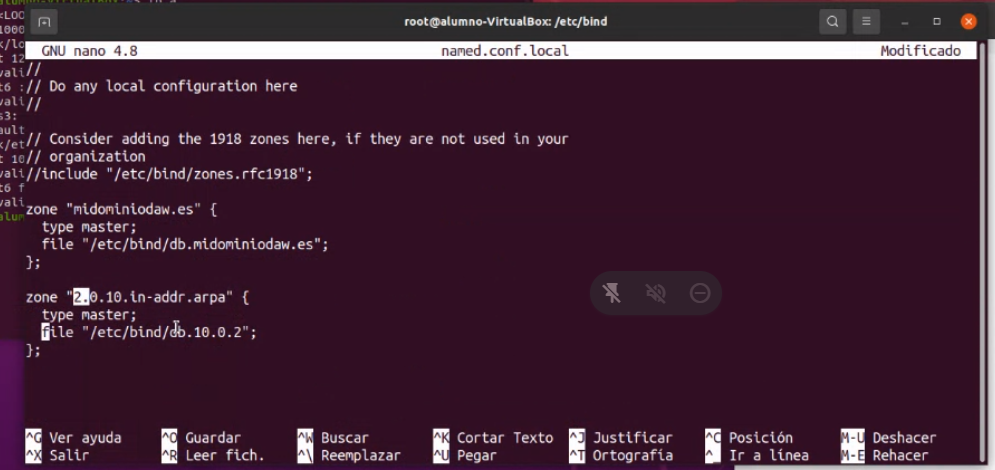 root@alumno-VirtualBox: /etc/bind
GNU nano 4.8 named.conf.local Modificado
//
// Do any local configuration here
//
// Consider adding the 1918 zones here, if they are not used in your
// organization
//include "/etc/bind/zones.rfc1918";
zone "midominiodaw.es" {
type master;
file "/etc/bind/db.midominiodaw.es";
};
zone "2.0.10.in-addr.arpa" {
type master;
file "/etc/bind/db.10.0.2";
};
^G Ver ayuda ^O Guardar ^W Buscar ^K Cortar Texto ^J Justificar ^C Posición M-U Deshacer
^X Salir ^R Leer fich. ^\ Reemplazar ^U Pegar ^T Ortografía ^_ Ir a línea M-E Rehacer